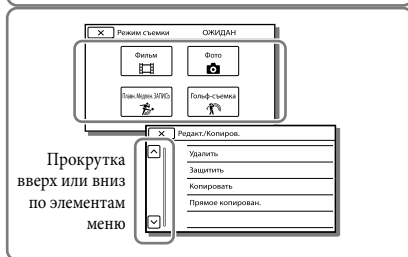 Режим съемки ОЖИДАН
Фильм Фото
Плавн. Медлен. ЗАПИСЬ Гольф-съемка
Редакт./Копиров.
Удалить
Защитить
Копировать
Прямое копирован.
Прокрутка
вверх или вниз
по элементам
меню